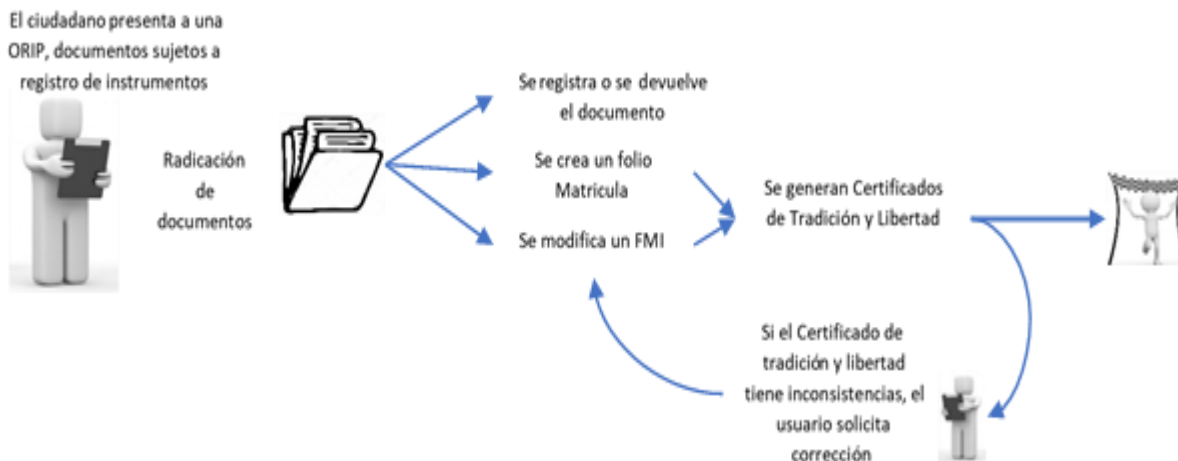 El ciudadano presenta a una
ORIP, documentos sujetos a
registro de instrumentos
Radicación
de
documentos
Se registra o se devuelve
el documento
Se crea un folio
Matricula
Se modifica un FMI
Se generan Certificados
de Tradición y Libertad
Si el Certificado de
tradición y libertad
tiene inconsistencias, el
usuario solicita
corrección